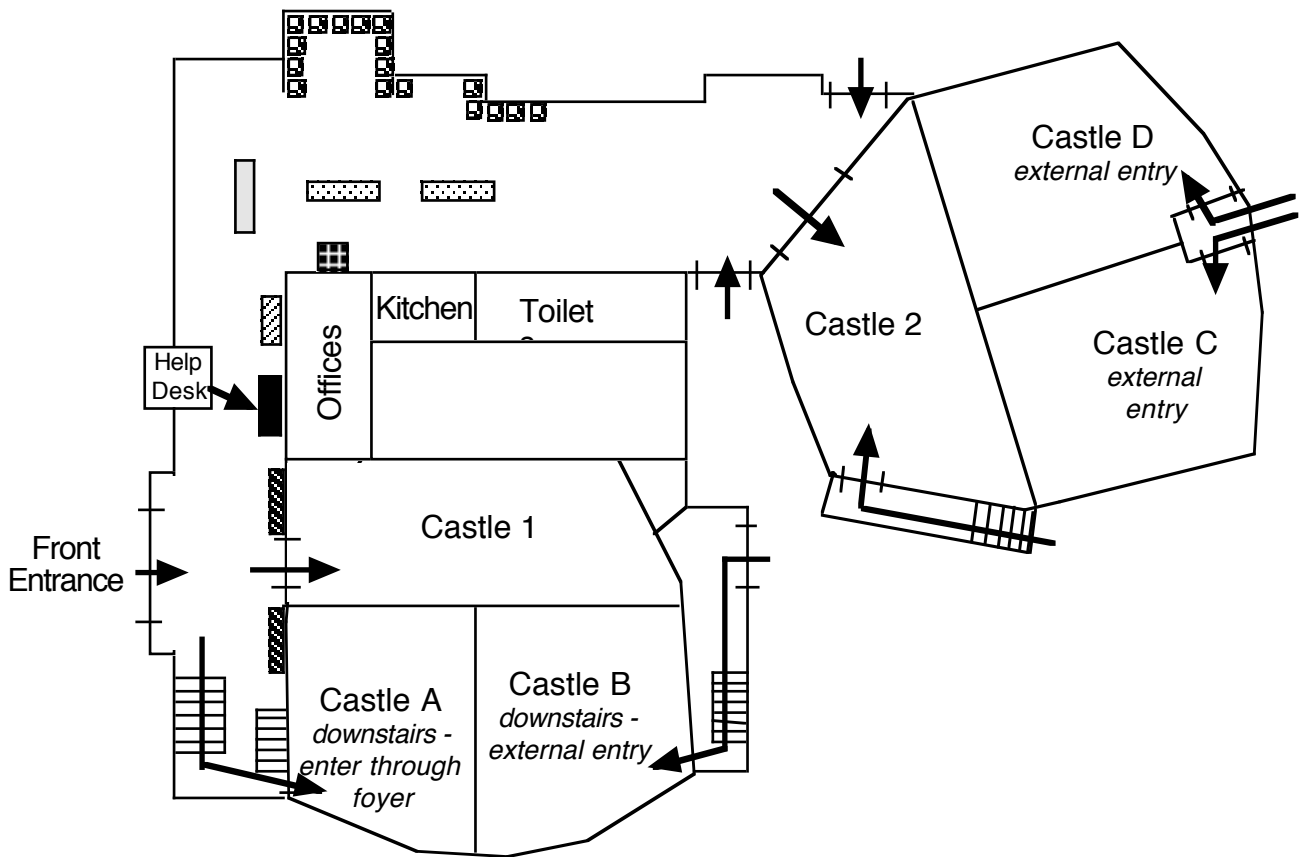 Castle D
external entry
Kitchen
Toilet
Offices
Castle 2
Castle C
external
entry
Help
Desk
Castle 1
Front
Entrance
Castle A
downstairs -
enter through
foyer
Castle B
downstairs -
external entry